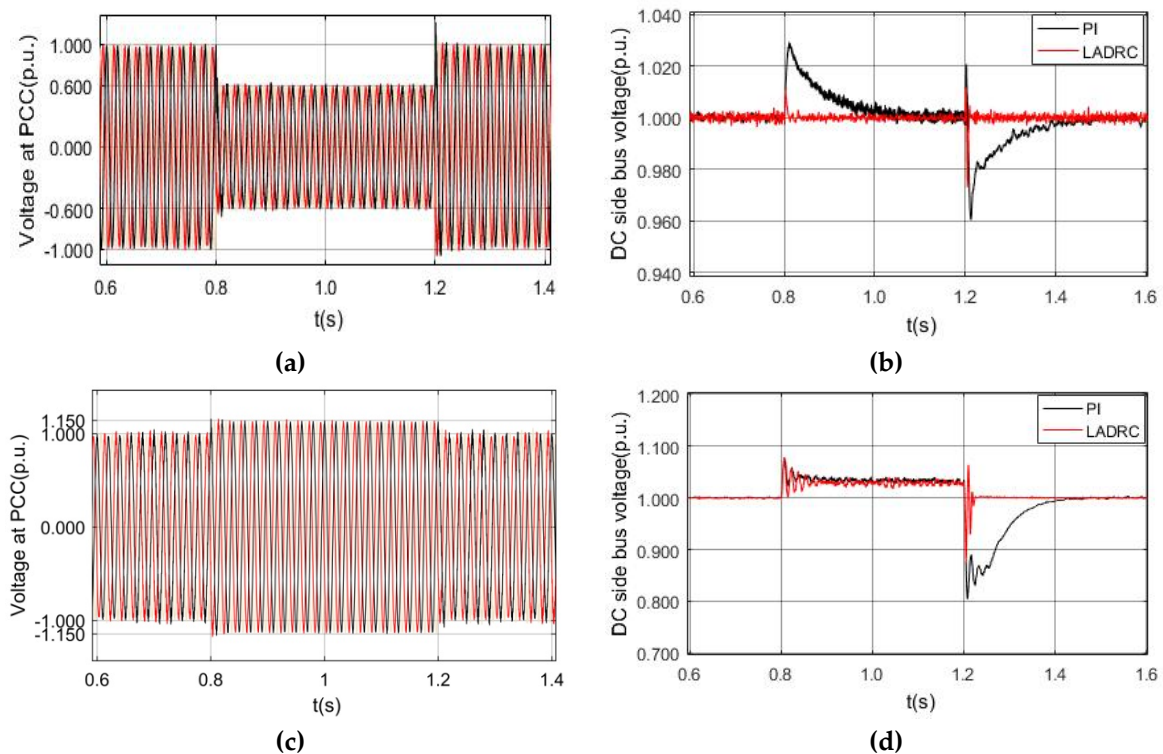 Voltage at PCC(p.u.)
1.000
0.600
0.000
-0.600
-1.000
0.6
0.8
1.0
1.2
1.4
t(s)
(a)
DC side bus voltage(p.u.)
1.040
1.020
1.000
0.980
0.960
0.940
PI
LADRC
0.6
0.8
1.0
1.2
1.4
1.6
t(s)
(b)
Voltage at PCC(p.u.)
1.150
1.000
0.000
-1.000
-1.150
0.6
0.8
1.0
1.2
1.4
t(s)
(c)
DC side bus voltage(p.u.)
1.200
1.100
1.000
0.900
0.800
0.700
PI
LADRC
0.6
0.8
1.0
1.2
1.4
1.6
t(s)
(d)